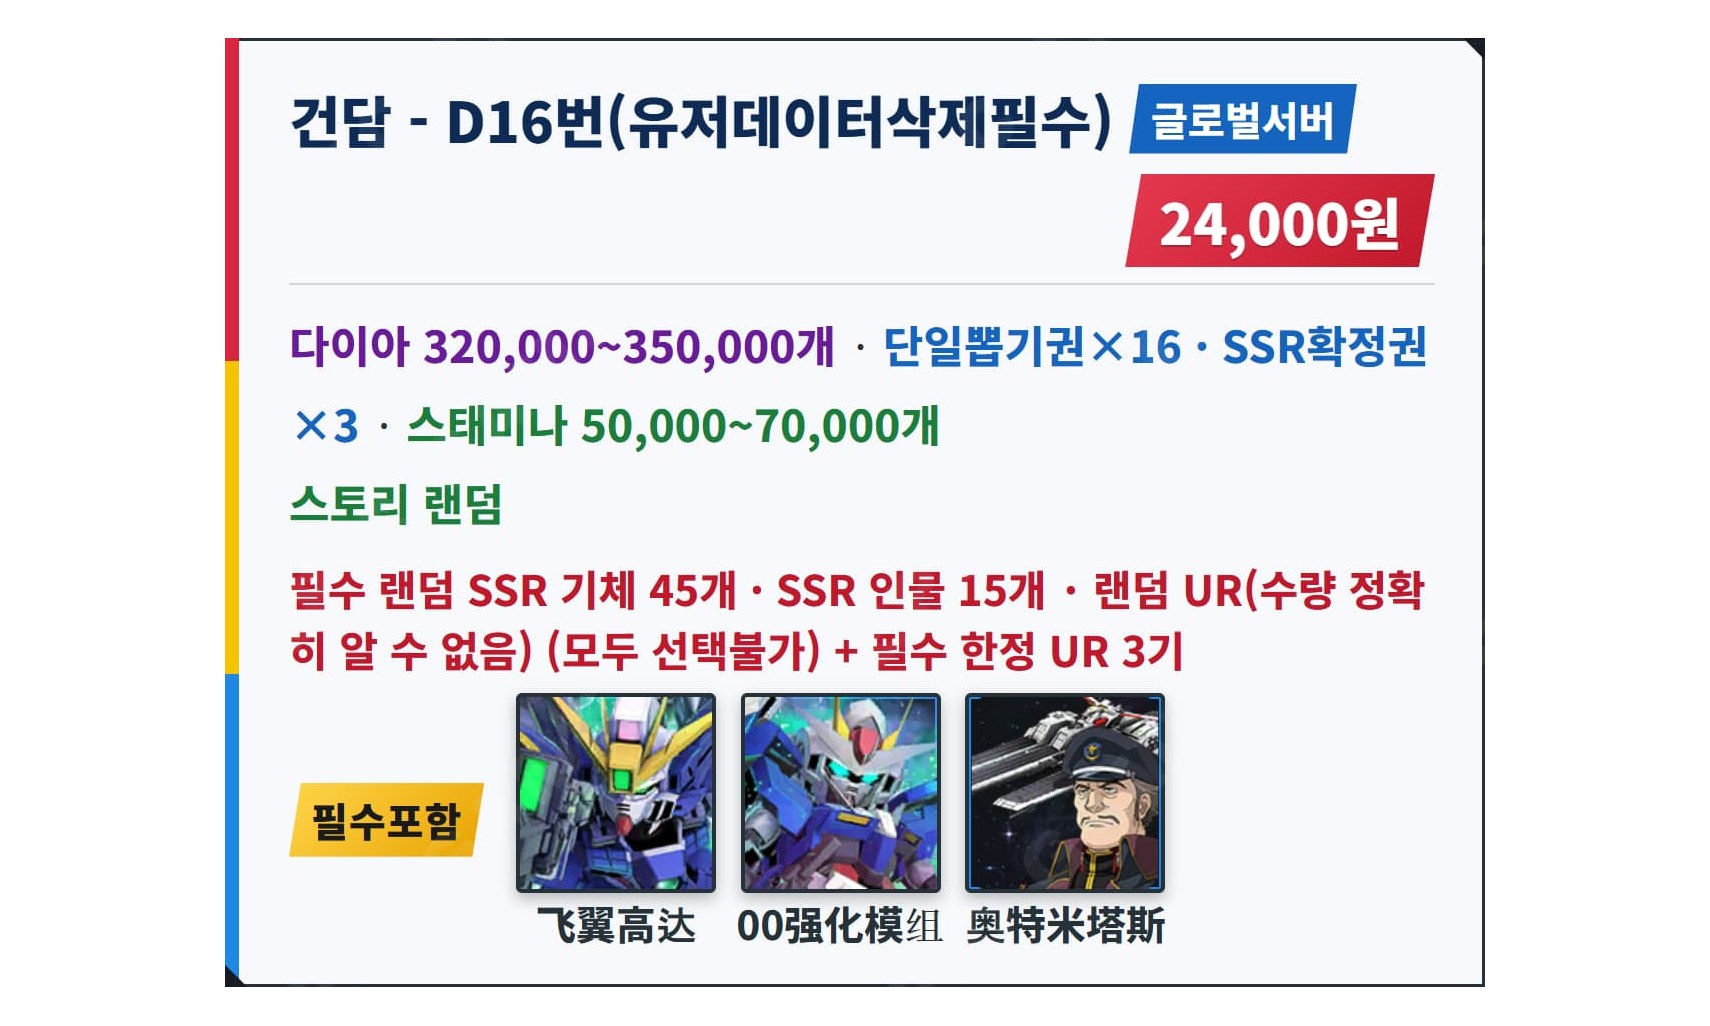 건담 - D16번(유저데이터삭제필수) 글로벌서버
24,000원
다이아 320,000~350,000개 · 단일뽑기권×16 · SSR확정권
×3 · 스태미나 50,000~70,000개
스토리 랜덤
필수 랜덤 SSR 기체 45개 · SSR 인물 15개 · 랜덤 UR(수량 정확
히 알 수 없음) (모두 선택불가) + 필수 한정 UR 3기
필수포함
飞翼高达 00强化模组 奥特米塔斯